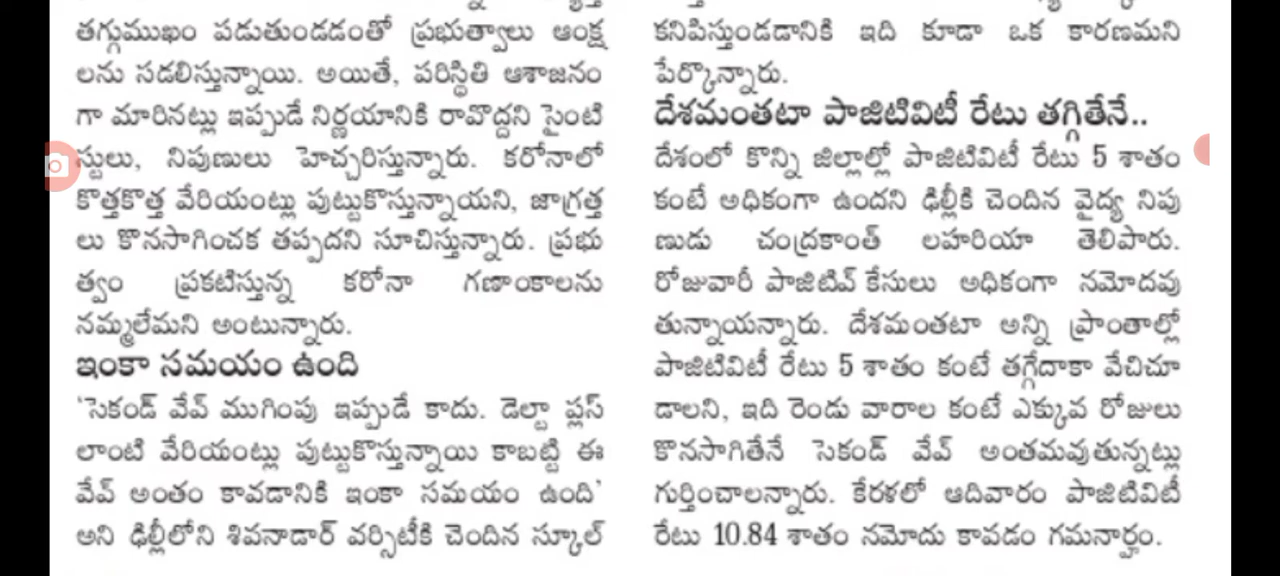 తగ్గుముఖం పడుతుండడంతో ప్రభుత్వాలు ఆంక్ష
లను సడలిస్తున్నాయి. అయితే, పరిస్థితి ఆశాజనం
గా మారినట్లు ఇప్పుడే నిర్ణయానికి రావొద్దని సైంటి
స్టులు, నిపుణులు హెచ్చరిస్తున్నారు. కరోనాలో
కొత్తకొత్త వేరియంట్లు పుట్టుకొస్తున్నాయని, జాగ్రత్త
లు కొనసాగించక తప్పదని సూచిస్తున్నారు. ప్రభు
త్వం ప్రకటిస్తున్న కరోనా గణాంకాలను
నమ్మలేమని అంటున్నారు.
ఇంకా సమయం ఉంది
'సెకండ్ వేవ్ ముగింపు ఇప్పుడే కాదు. డెల్టా ప్లస్
లాంటి వేరియంట్లు పుట్టుకొస్తున్నాయి కాబట్టి ఈ
వేవ్ అంతం కావడానికి ఇంకా సమయం ఉంది'
అని ఢిల్లీలోని శివనాడార్ వర్సిటీకి చెందిన స్కూల్
కనిపిస్తుండడానికి ఇది కూడా ఒక కారణమని
పేర్కొన్నారు.
దేశమంతటా పాజిటివిటీ రేటు తగ్గితేనే..
దేశంలో కొన్ని జిల్లాల్లో పాజిటివిటీ రేటు 5 శాతం
కంటే అధికంగా ఉందని ఢిల్లీకి చెందిన వైద్య నిపు
ణుడు చంద్రకాంత్ లహరియా తెలిపారు.
రోజువారీ పాజిటివ్ కేసులు అధికంగా నమోదవు
తున్నాయన్నారు. దేశమంతటా అన్ని ప్రాంతాల్లో
పాజిటివిటీ రేటు 5 శాతం కంటే తగ్గేదాకా వేచిచూ
డాలని, ఇది రెండు వారాల కంటే ఎక్కువ రోజులు
కొనసాగితేనే సెకండ్ వేవ్ అంతమవుతున్నట్లు
గుర్తించాలన్నారు. కేరళలో ఆదివారం పాజిటివిటీ
రేటు 10.84 శాతం నమోదు కావడం గమనార్హం.